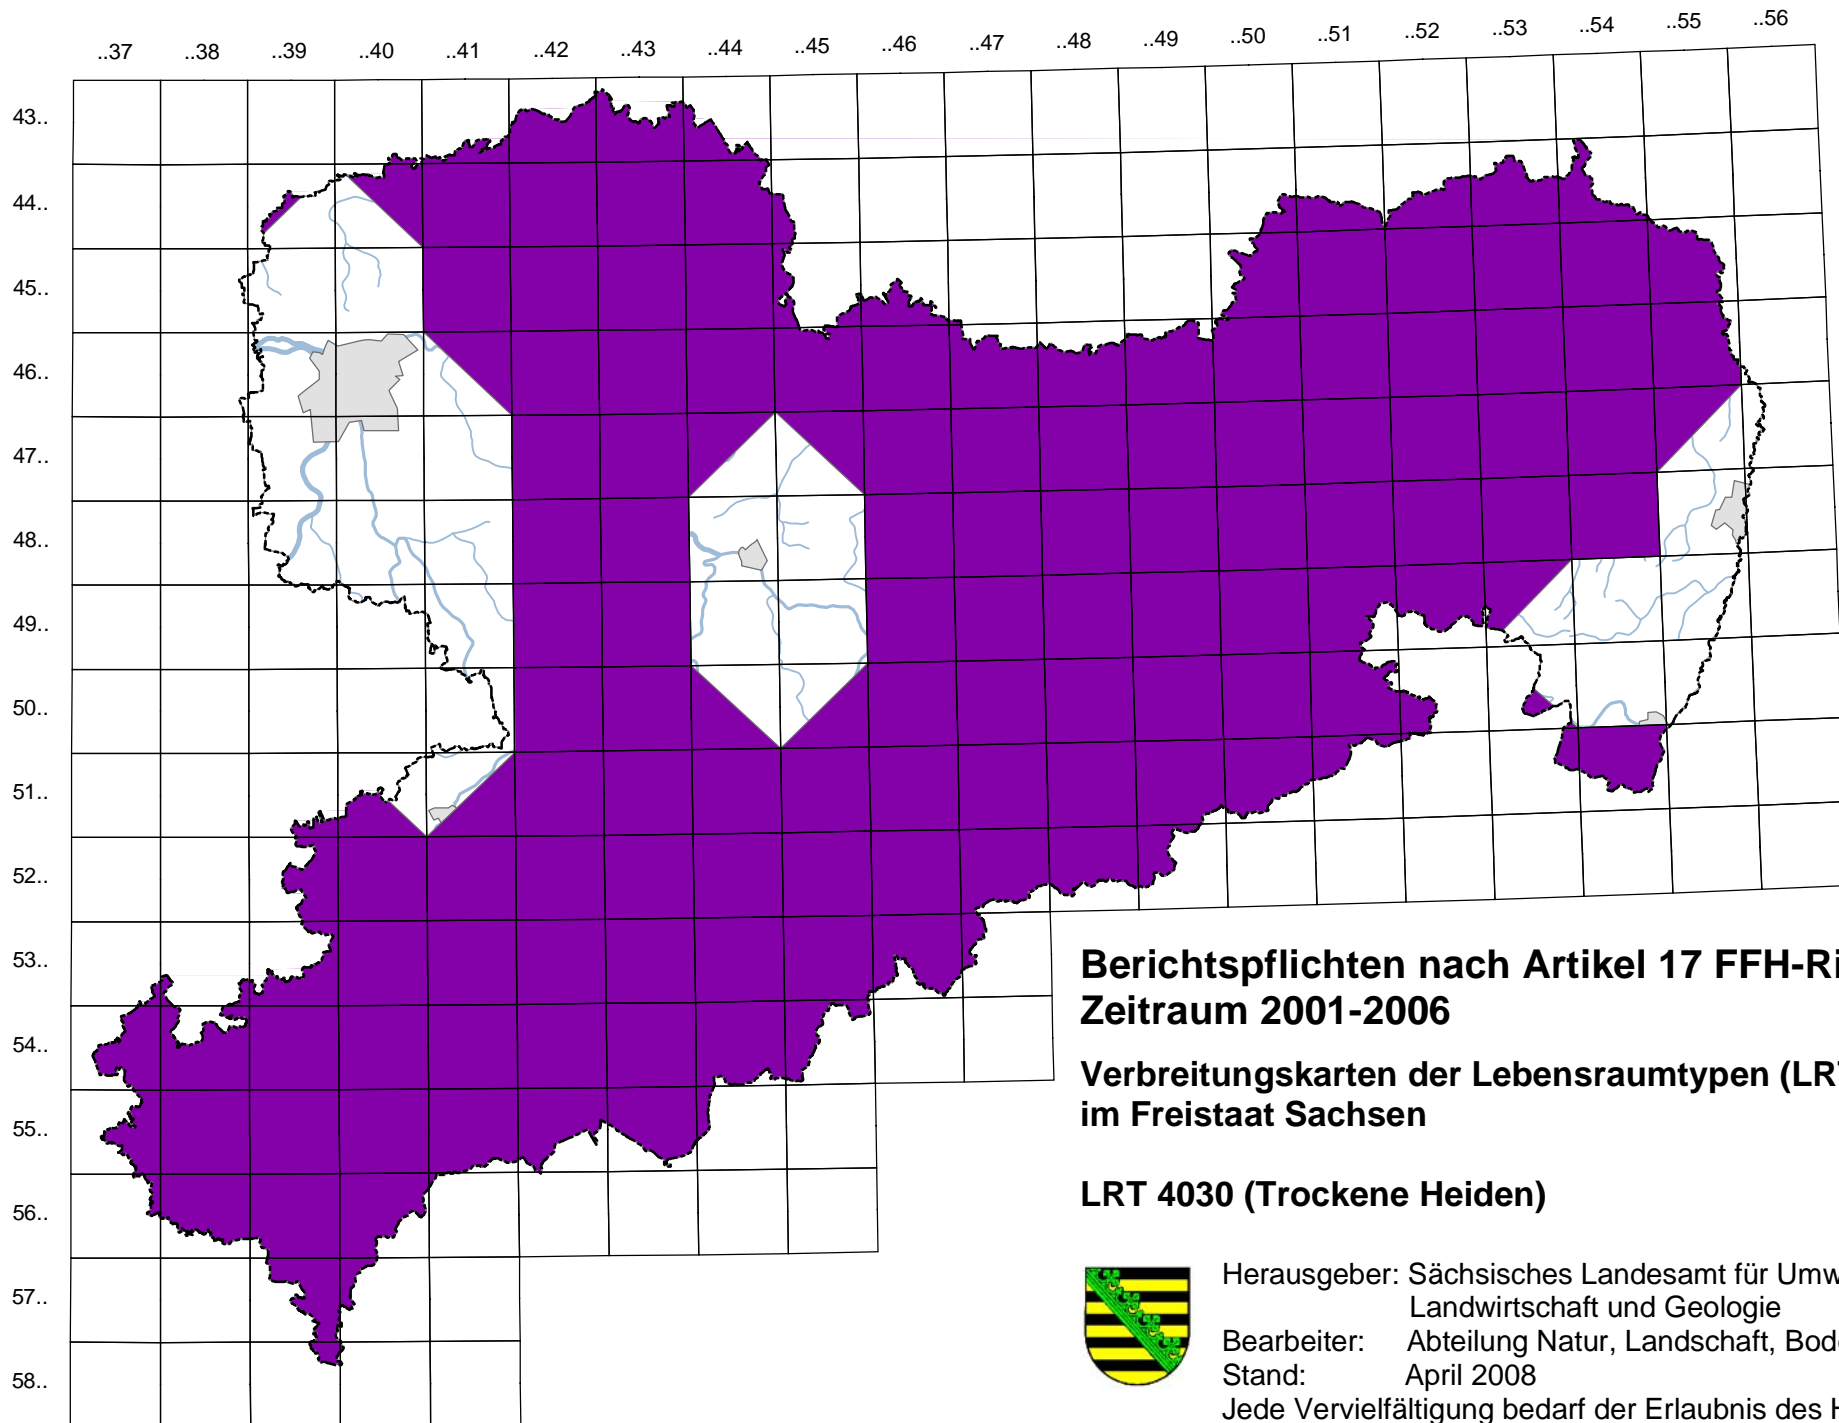 ..37 ..38 ..39 ..40 ..41 ..42 ..43 ..44 ..45 ..46 ..47 ..48 ..49 ..50 ..51 ..52 ..53 ..54 ..55 ..56
43..
44..
45..
46..
47..
48..
49..
50..
51..
52..
53..
54..
55..
56..
57..
58..
Berichtspflichten nach Artikel 17 FFH-Ri
Zeitraum 2001-2006
Verbreitungskarten der Lebensraumtypen (LRT
im Freistaat Sachsen
LRT 4030 (Trockene Heiden)
Herausgeber: Sächsisches Landesamt für Umw
Landwirtschaft und Geologie
Bearbeiter: Abteilung Natur, Landschaft, Bod
Stand: April 2008
Jede Vervielfältigung bedarf der Erlaubnis des H